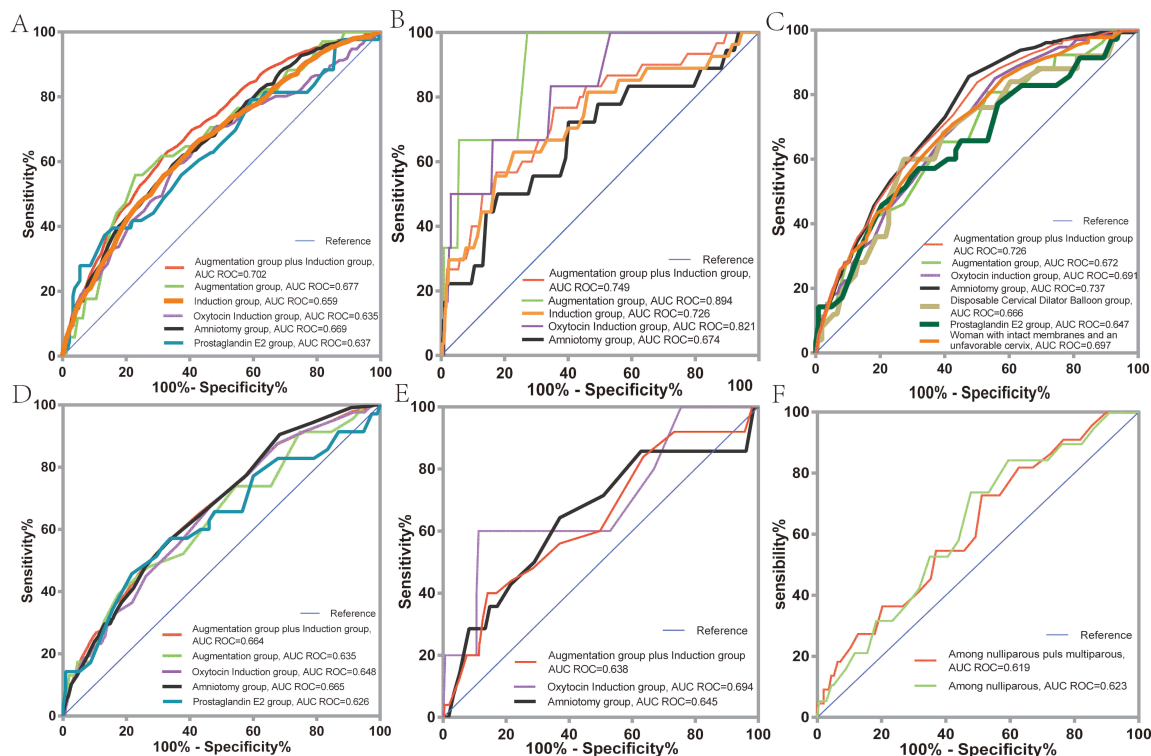 A
100
80
60
40
20
0
Sensitivity%
0
20
40
60
80
100
100%- Specificity%
Reference
Augmentation group plus Induction group,
AUC ROC=0.702
Augmentation group, AUC ROC=0.677
Induction group, AUC ROC=0.659
Oxytocin Induction group, AUC ROC=0.635
Amniotomy group, AUC ROC=0.669
Prostaglandin E2 group, AUC ROC=0.637
B
100
80
60
40
20
0
Sensitivity%
0
20
40
60
80
100
100% - Specificity%
Reference
Augmentation group plus Induction group,
AUC ROC=0.749
Augmentation group, AUC ROC=0.894
Induction group, AUC ROC=0.726
Oxytocin Induction group, AUC ROC=0.821
Amniotomy group, AUC ROC=0.674
C
100
80
60
40
20
0
Sensitivity%
0
20
40
60
80
100
100% - Specificity%
Reference
Augmentation group plus Induction group
AUC ROC=0.726
Augmentation group, AUC ROC=0.672
Oxytocin induction group, AUC ROC=0.691
Amniotomy group, AUC ROC=0.737
Disposable Cervical Dilator Balloon group,
AUC ROC=0.666
Prostaglandin E2 group, AUC ROC=0.647
Woman with intact membranes and an
unfavorable cervix, AUC ROC=0.697
D
100
80
60
40
20
0
Sensitivity%
0
20
40
60
80
100
100% - Specificity%
Reference
Augmentation group plus Induction group,
AUC ROC=0.664
Augmentation group, AUC ROC=0.635
Oxytocin Induction group, AUC ROC=0.648
Amniotomy group, AUC ROC=0.665
Prostaglandin E2 group, AUC ROC=0.626
E
100
80
60
40
20
0
Sensitivity%
0
20
40
60
80
100
100% - Specificity%
Reference
Augmentation group plus Induction group
AUC ROC=0.638
Oxytocin Induction group, AUC ROC=0.694
Amniotomy group, AUC ROC=0.645
F
100
80
60
40
20
0
sensibility%
0
20
40
60
80
100
100% - Specificity%
Reference
Among nulliparous puls multiparous,
AUC ROC=0.619
Among nulliparous, AUC ROC=0.623